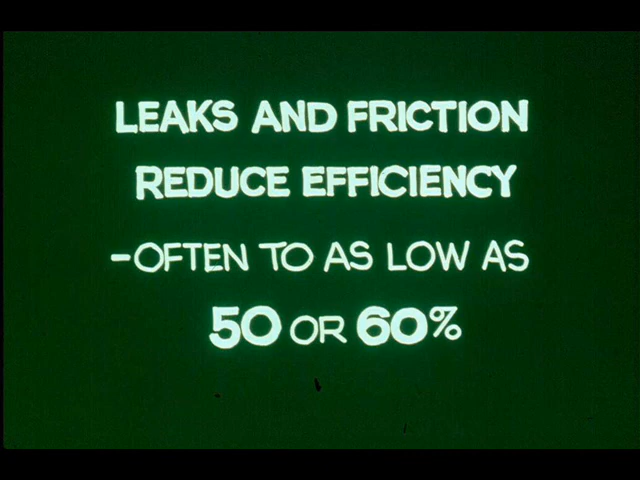 LEAKS AND FRICTION
REDUCE EFFICIENCY
-OFTEN TO AS LOW AS
50 OR 60%